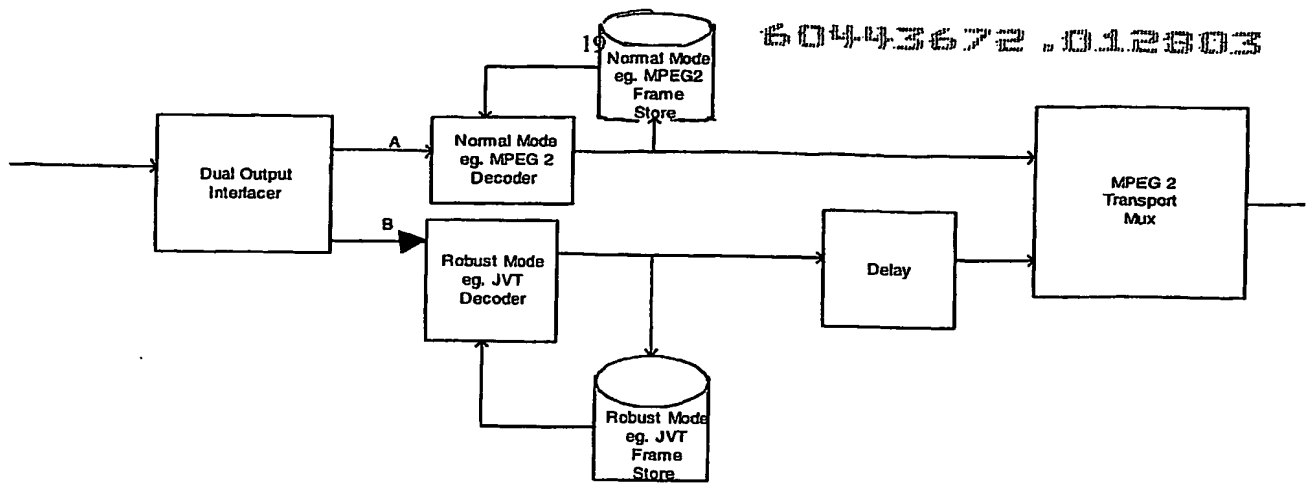 60443672.012803
19
Normal Mode
eg. MPEG2
Frame
Store
A
Normal Mode
eg. MPEG 2
Decoder
Dual Output
Interfacer
MPEG 2
Transport
Mux
B
Robust Mode
eg. JVT
Decoder
Delay
Robust Mode
eg. JVT
Frame
Store